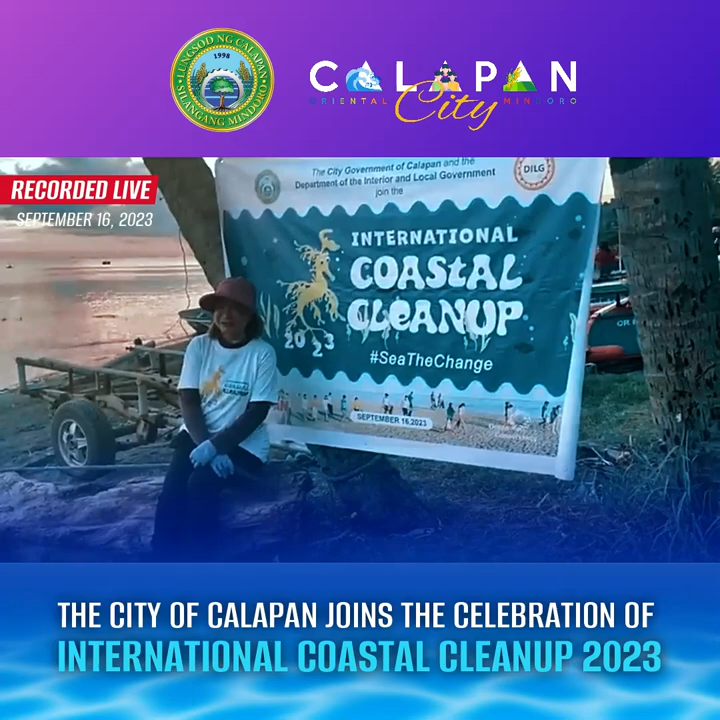 LUNGSOD NG CALAPAN
1998
SILANGANG MINDORO
CALAPAN
ORIENTAL City MINDORO
RECORDED LIVE
SEPTEMBER 16, 2023
The City Government of Calapan and the
Department of the Interior and Local Government
join the
DILG
INTERNATIONAL
COASTAL
CLEANUP
2023
#SeaTheChange
SEPTEMBER 16,2023
COASTAL
CLEANUP
THE CITY OF CALAPAN JOINS THE CELEBRATION OF
INTERNATIONAL COASTAL CLEANUP 2023